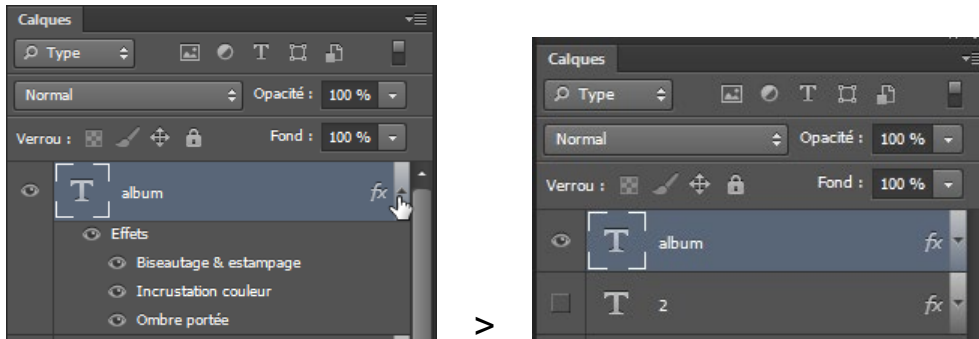 Calques
Type
Normal
Opacité : 100 %
Verrou :
Fond : 100 %
T album fx
Effets
Biseautage & estampage
Incrustation couleur
Ombre portée
>
Calques
Type
Normal
Opacité : 100 %
Verrou :
Fond : 100 %
T album fx
T 2 fx